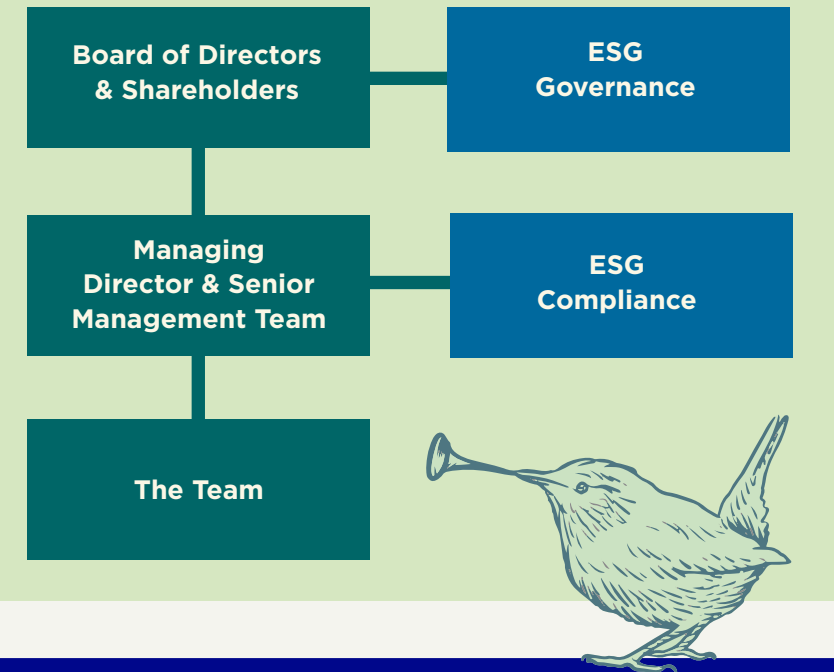 Board of Directors
& Shareholders
ESG
Governance
Managing
Director & Senior
Management Team
ESG
Compliance
The Team